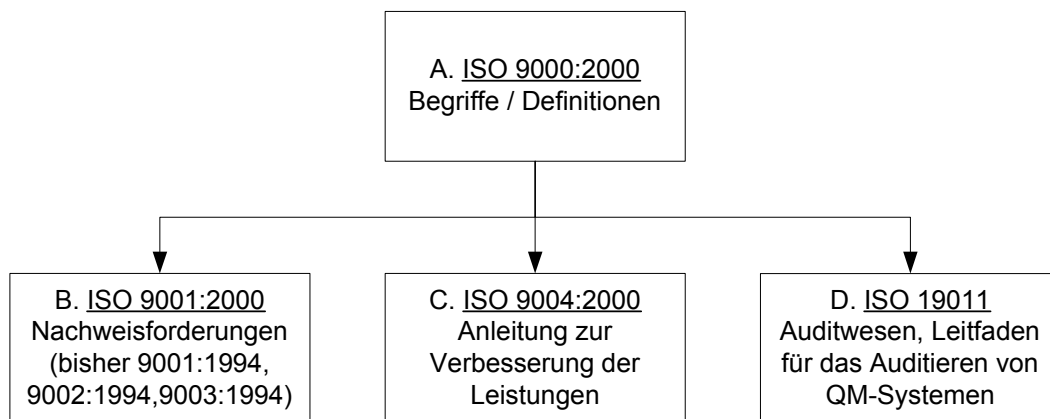 A. ISO 9000:2000
Begriffe / Definitionen
B. ISO 9001:2000
Nachweisforderungen
(bisher 9001:1994,
9002:1994,9003:1994)
C. ISO 9004:2000
Anleitung zur
Verbesserung der
Leistungen
D. ISO 19011
Auditwesen, Leitfaden
für das Auditieren von
QM-Systemen